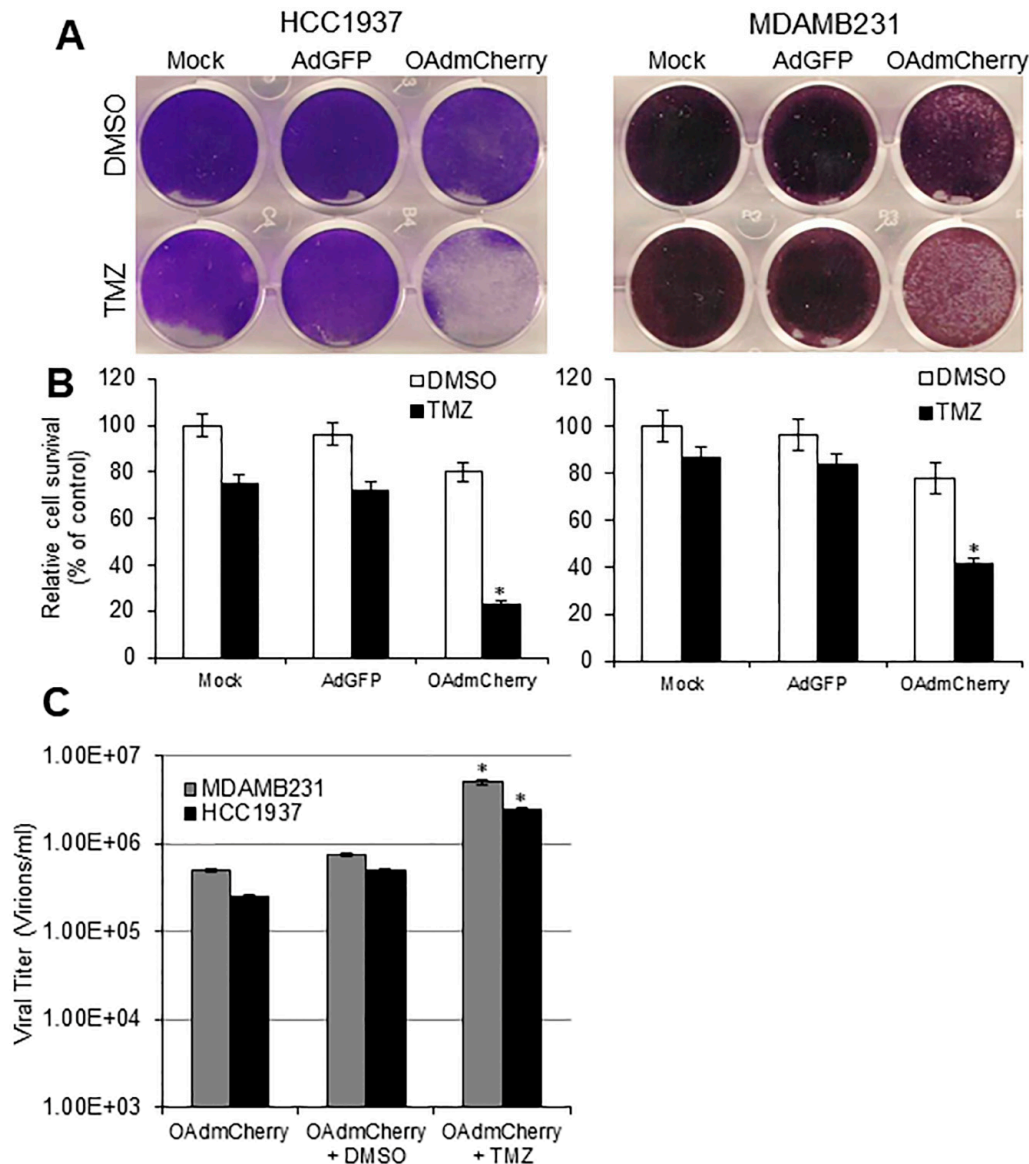 A
HCC1937
MDAMB231
Mock AdGFP OAdmCherry
Mock AdGFP OAdmCherry
DMSO
TMZ
C4
B4
B
120
100
80
60
40
20
0
Relative cell survival
(% of control)
DMSO
TMZ
Mock AdGFP OAdmCherry
120
100
80
60
40
20
0
DMSO
TMZ
Mock AdGFP OAdmCherry
* *
C
1.00E+07
1.00E+06
1.00E+05
1.00E+04
1.00E+03
Viral Titer (Virions/ml)
MDAMB231
HCC1937
* *
OAdmCherry OAdmCherry OAdmCherry
+ DMSO + TMZ